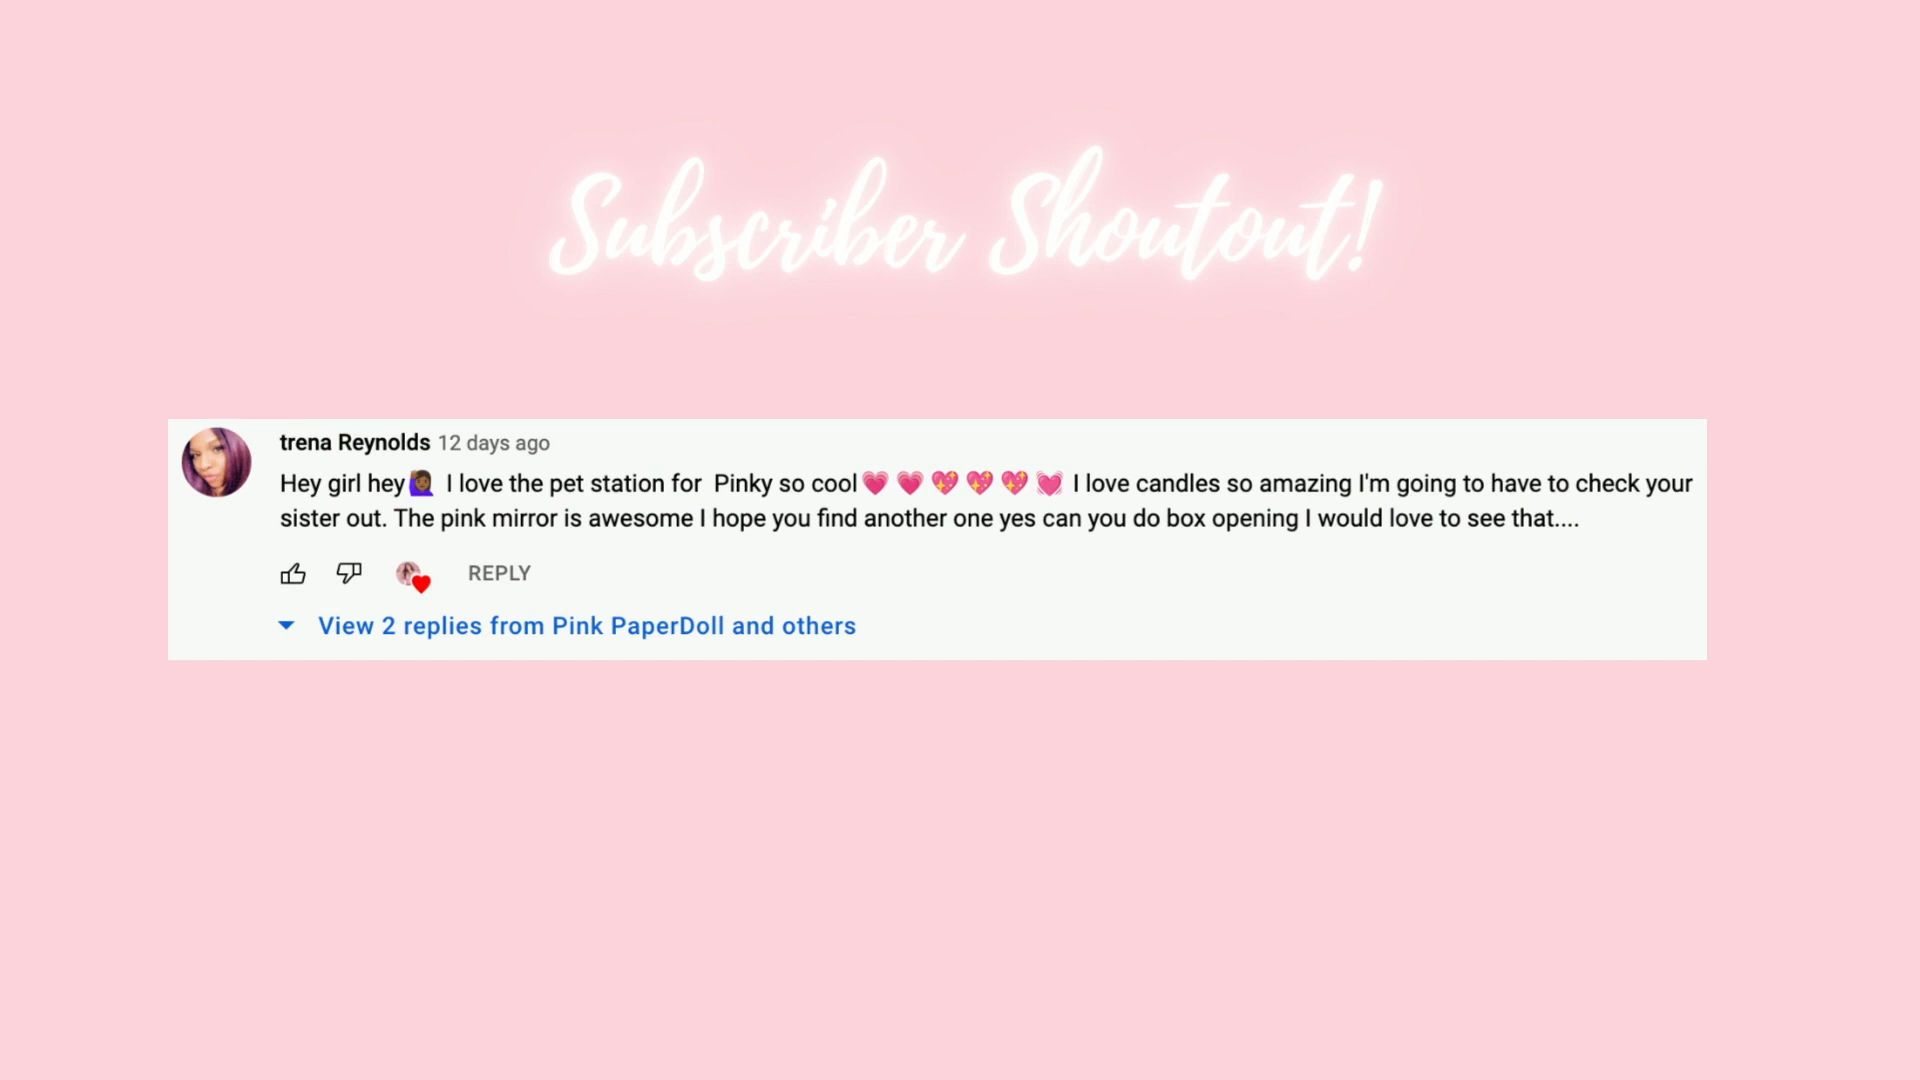 Subscriber Shoutout!
trena Reynolds 12 days ago
Hey girl hey🙋🏾‍♀️ I love the pet station for Pinky so cool💗💗💖💖💖💓 I love candles so amazing I'm going to have to check your
sister out. The pink mirror is awesome I hope you find another one yes can you do box opening I would love to see that....
REPLY
View 2 replies from Pink PaperDoll and others